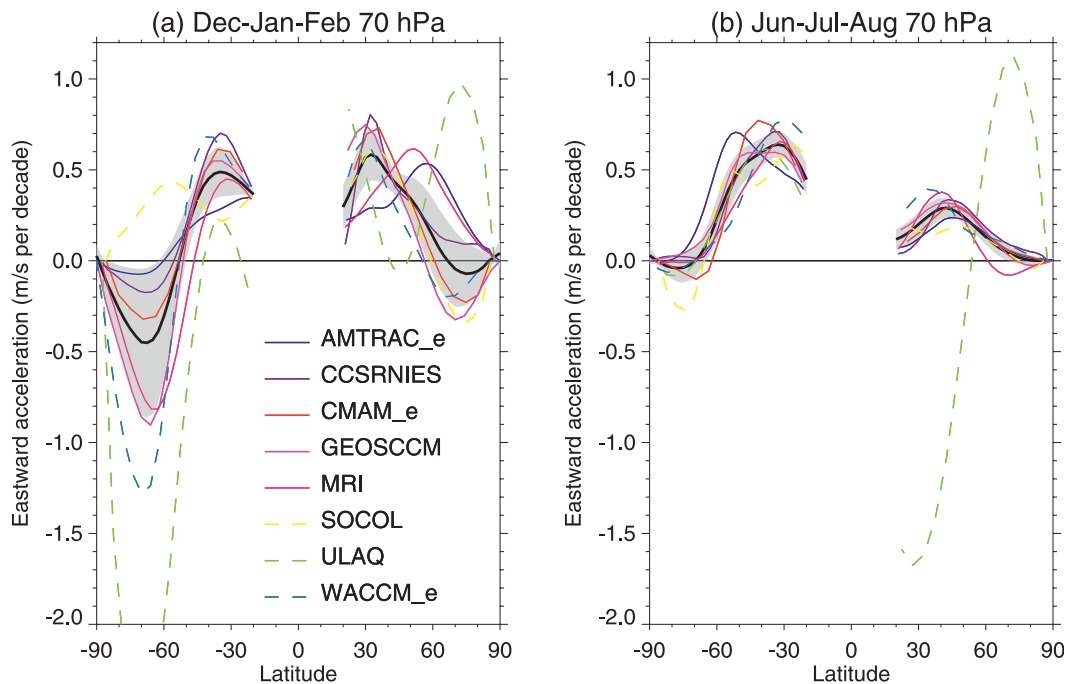 (a) Dec-Jan-Feb 70 hPa
Eastward acceleration (m/s per decade)
1.0
0.5
0.0
-0.5
-1.0
-1.5
-2.0
AMTRAC_e
CCSRNIES
CMAM_e
GEOSCCM
MRI
SOCOL
ULAQ
WACCM_e
-90 -60 -30 0 30 60 90
Latitude
(b) Jun-Jul-Aug 70 hPa
Eastward acceleration (m/s per decade)
1.0
0.5
0.0
-0.5
-1.0
-1.5
-2.0
-90 -60 -30 0 30 60 90
Latitude